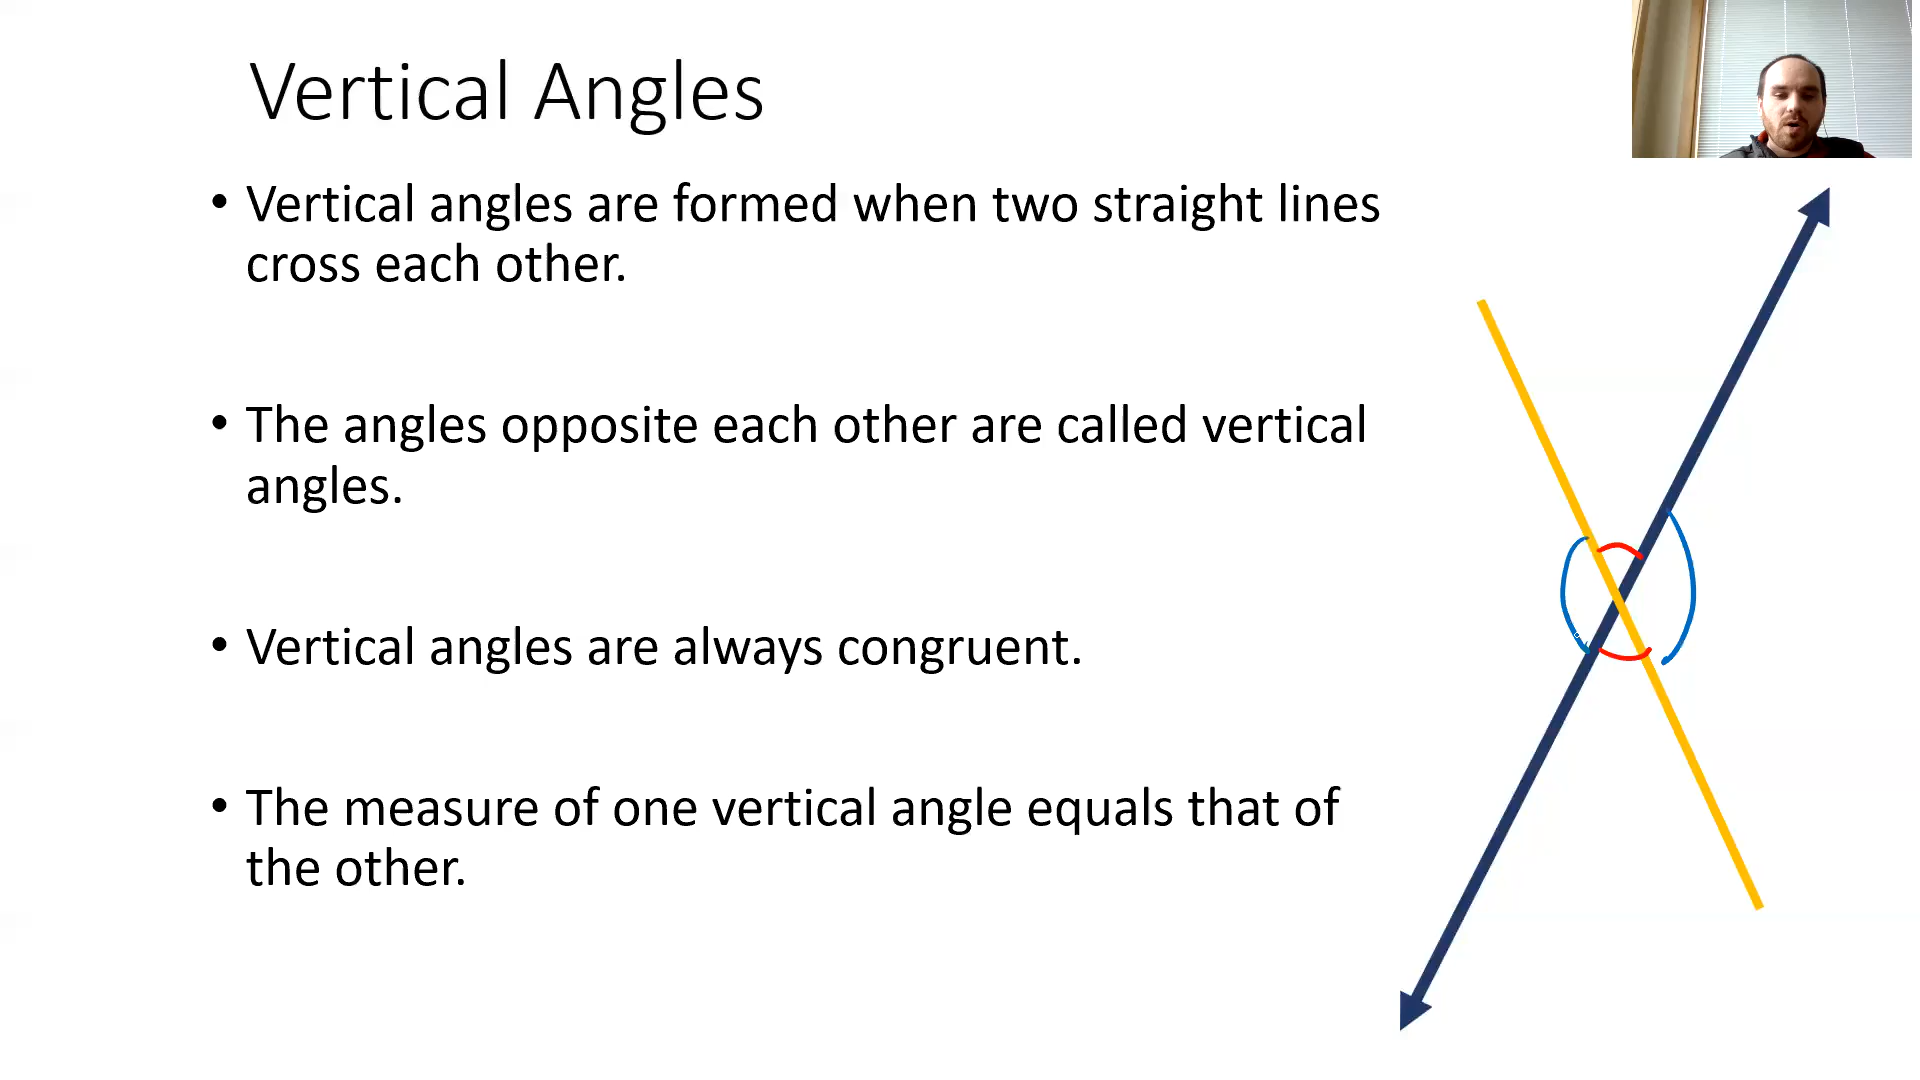 Vertical Angles
• Vertical angles are formed when two straight lines
cross each other.
• The angles opposite each other are called vertical
angles.
• Vertical angles are always congruent.
• The measure of one vertical angle equals that of
the other.